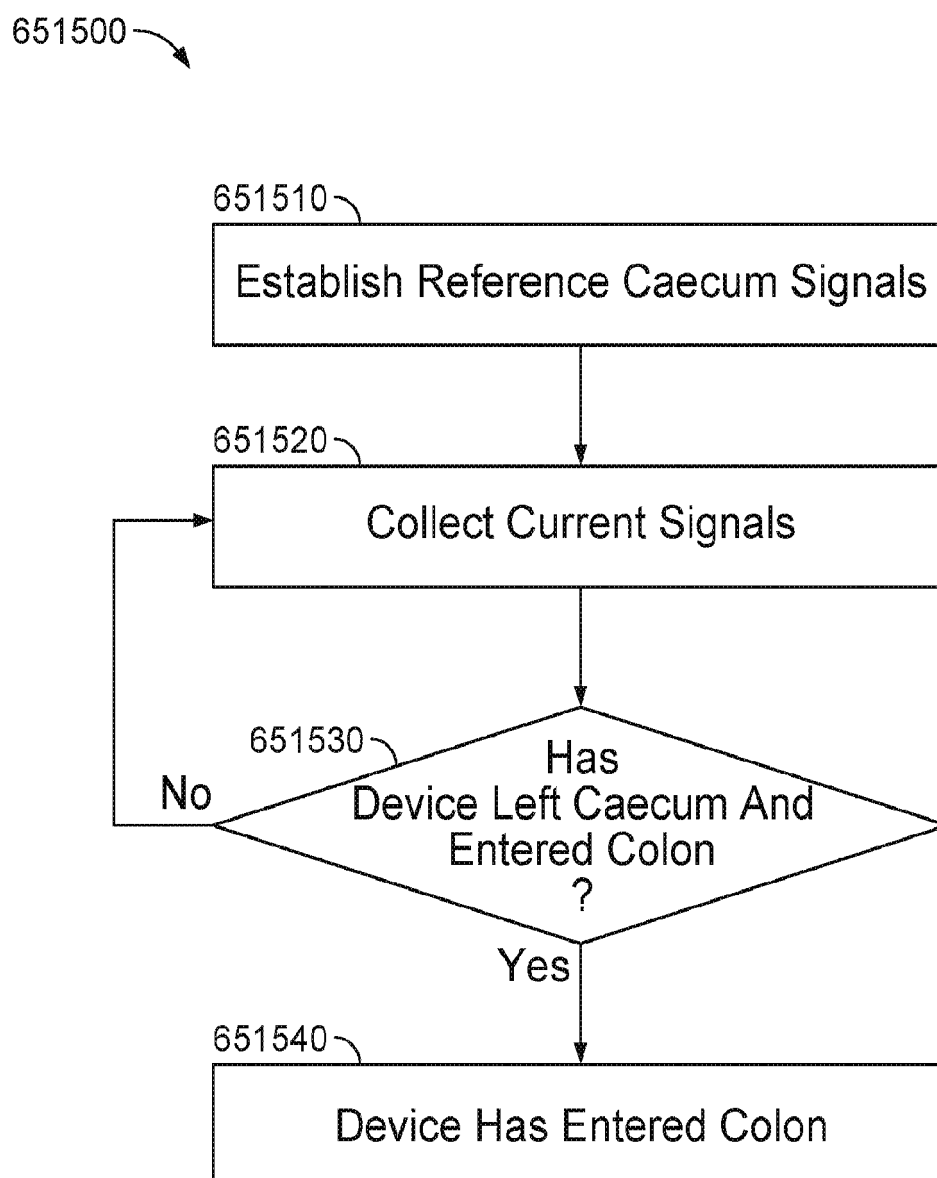 651500
651510
Establish Reference Caecum Signals
651520
Collect Current Signals
651530
Has
Device Left Caecum And
Entered Colon
?
No
Yes
651540
Device Has Entered Colon